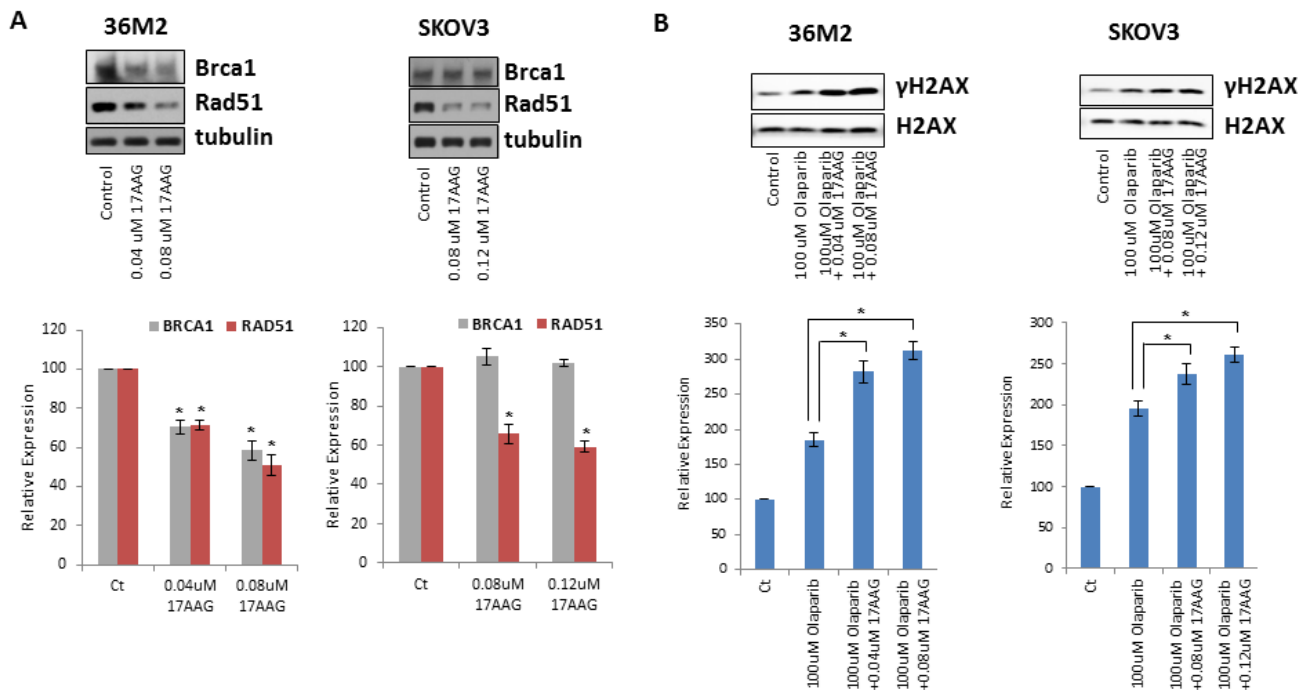 A
36M2
Brca1
Rad51
tubulin
Control
0.04 uM 17AAG
0.08 uM 17AAG
SKOV3
Brca1
Rad51
tubulin
Control
0.08 uM 17AAG
0.12 uM 17AAG
BRCA1 RAD51
Relative Expression
120
100
80
60
40
20
0
* *
* *
Ct
0.04uM
17AAG
0.08uM
17AAG
BRCA1 RAD51
Relative Expression
120
100
80
60
40
20
0
*
*
Ct
0.08uM
17AAG
0.12uM
17AAG
B
36M2
γH2AX
H2AX
Control
100 uM Olaparib
100uM Olaparib
+ 0.04 uM 17AAG
100 uM Olaparib
+ 0.08uM 17AAG
SKOV3
γH2AX
H2AX
Control
100 uM Olaparib
100uM Olaparib
+ 0.08uM 17AAG
100 uM Olaparib
+ 0.12uM 17AAG
Relative Expression
350
300
250
200
150
100
50
0
*
*
Ct
100uM Olaparib
100uM Olaparib
+0.04uM 17AAG
100uM Olaparib
+0.08uM 17AAG
Relative Expression
300
250
200
150
100
50
0
*
*
Ct
100uM Olaparib
100uM Olaparib
+0.08uM 17AAG
100uM Olaparib
+0.12uM 17AAG